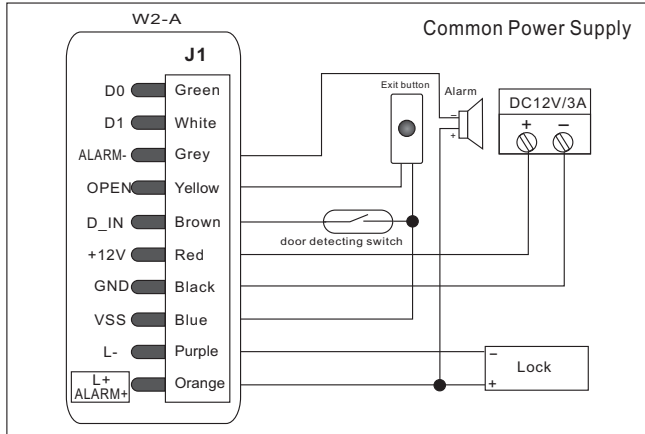 W2-A
Common Power Supply
J1
D0 Green
D1 White
ALARM- Grey
OPEN Yellow
D_IN Brown
+12V Red
GND Black
VSS Blue
L- Purple
L+
ALARM+ Orange
Exit button
Alarm
−
+
door detecting switch
DC12V/3A
+ −
−
Lock
+